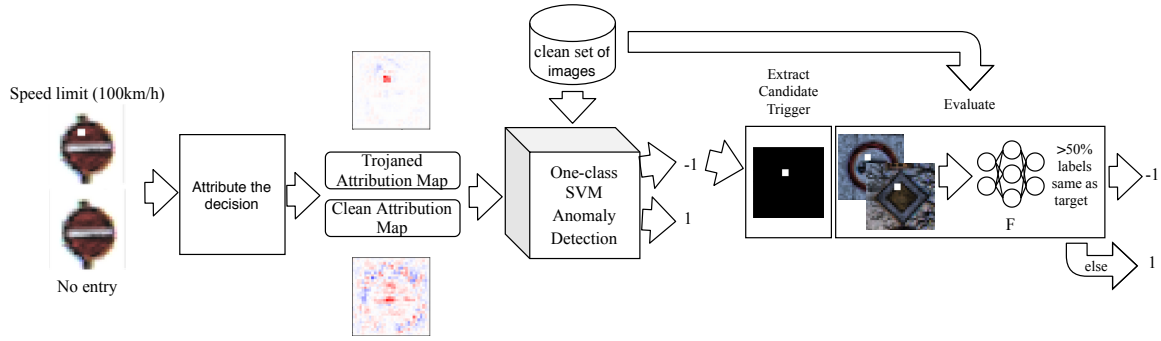 Speed limit (100km/h)
No entry
Attribute the
decision
Trojaned
Attribution Map
Clean Attribution
Map
clean set of
images
One-class
SVM
Anomaly
Detection
-1
1
Extract
Candidate
Trigger
Evaluate
F
>50%
labels
same as
target
-1
else
1